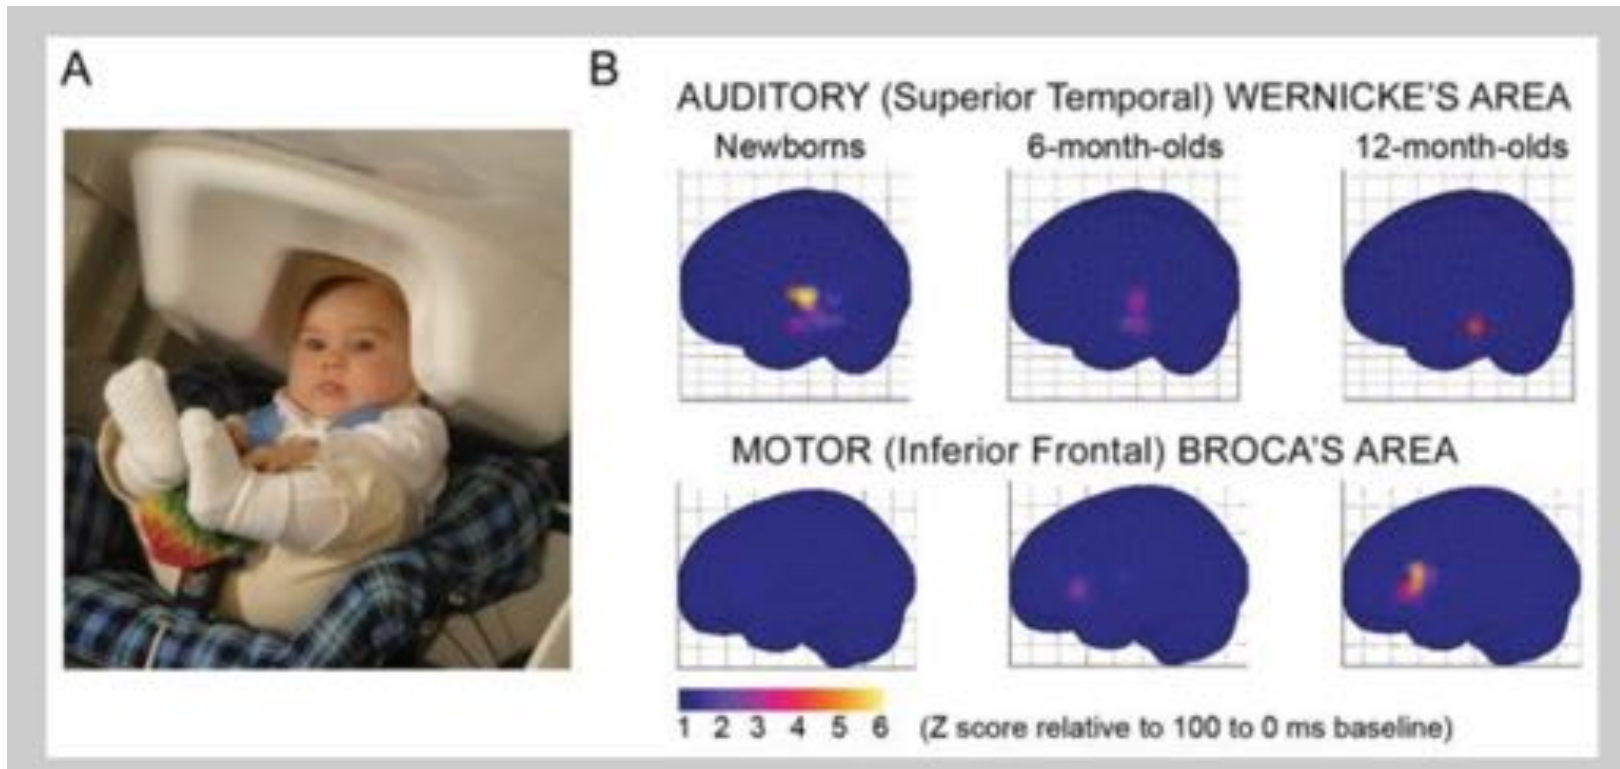 A
B
AUDITORY (Superior Temporal) WERNICKE'S AREA
Newborns 6-month-olds 12-month-olds
MOTOR (Inferior Frontal) BROCA'S AREA
1 2 3 4 5 6 (Z score relative to 100 to 0 ms baseline)